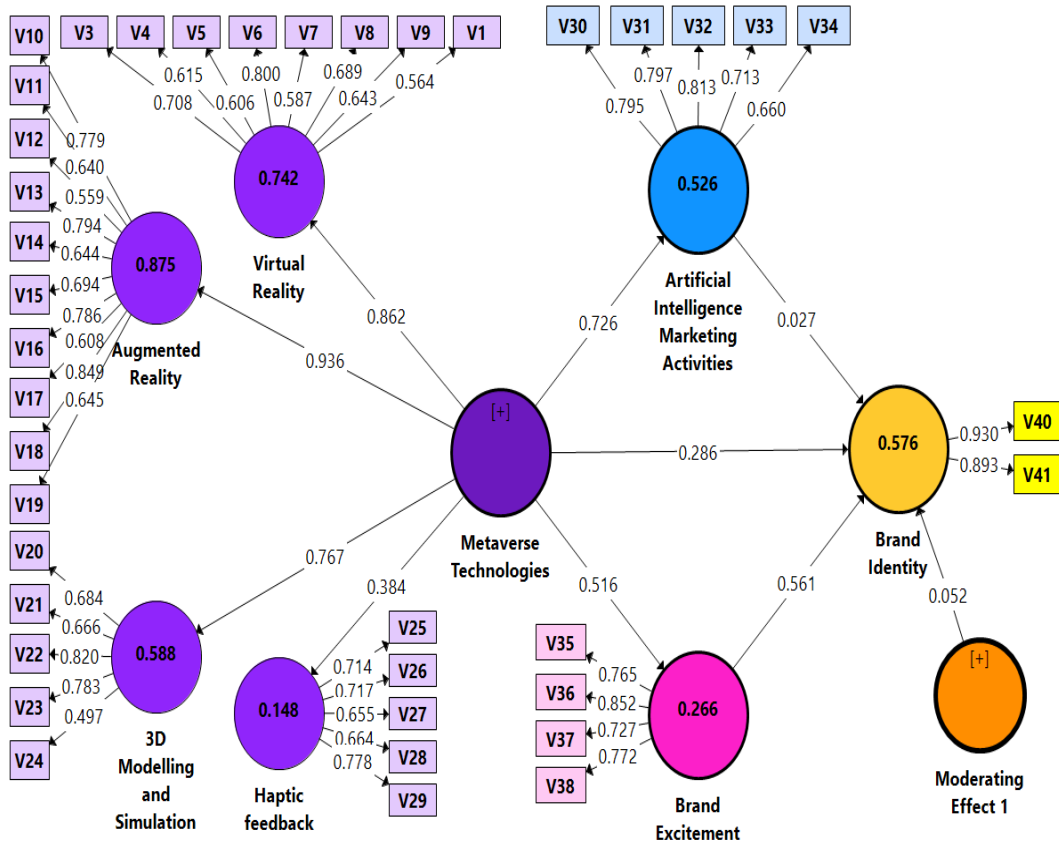 V10 V3 V4 V5 V6 V7 V8 V9 V1
V30 V31 V32 V33 V34
V11
V12
V13
V14
V15
V16
V17
V18
V19
0.708 0.615 0.606 0.800 0.587 0.689 0.643 0.564
0.795 0.797 0.813 0.713 0.660
0.779
0.640
0.559
0.794
0.644
0.694
0.786
0.608
0.849
0.645
0.742
Virtual
Reality
0.875
Augmented
Reality
0.526
Artificial
Intelligence
Marketing
Activities
0.862
0.936
0.726
0.027
[+]
Metaverse
Technologies
0.286
0.576
Brand
Identity
0.930
0.893
V40
V41
0.767
0.384
0.516
0.561
0.052
V20
V21
V22
V23
V24
0.684
0.666
0.820
0.783
0.497
0.588
3D
Modelling
and
Simulation
0.148
Haptic
feedback
0.714
0.717
0.655
0.664
0.778
V25
V26
V27
V28
V29
V35
V36
V37
V38
0.765
0.852
0.727
0.772
0.266
Brand
Excitement
[+]
Moderating
Effect 1